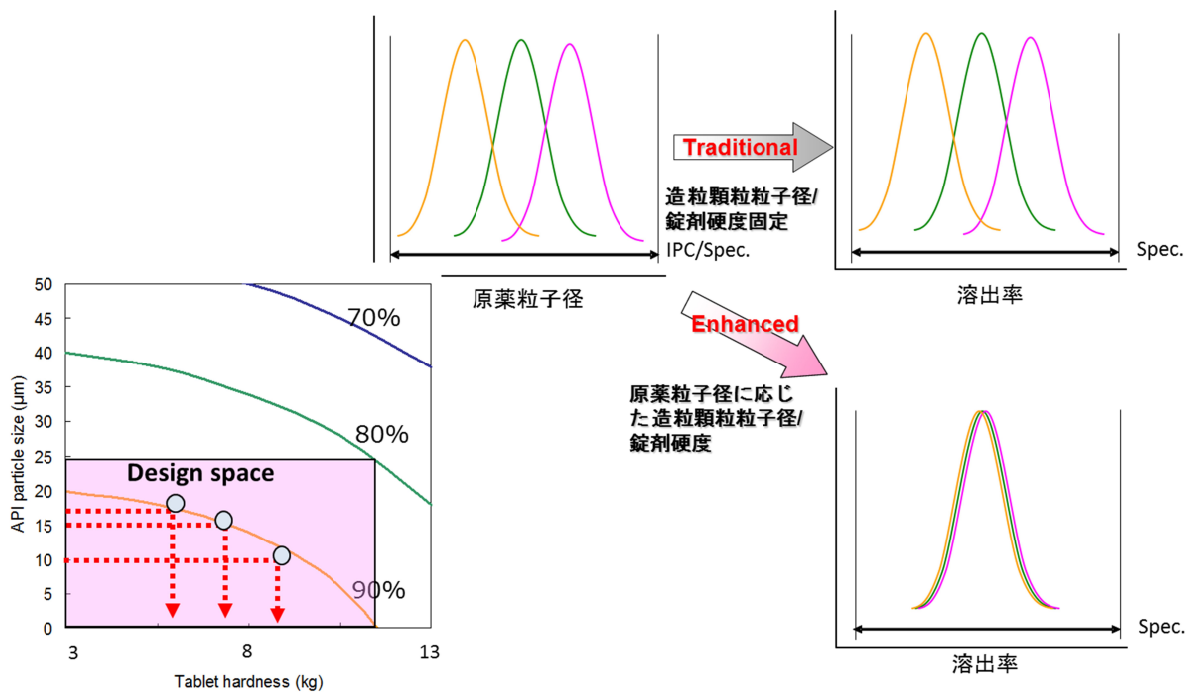 Traditional
造粒顆粒粒子径/
錠剤硬度固定
IPC/Spec.
原薬粒子径
Spec.
溶出率
Enhanced
原薬粒子径に応じ
た造粒顆粒粒子径/
錠剤硬度
Spec.
溶出率
50
45
40
35
30
25
20
15
10
5
0
API particle size (μm)
70%
80%
Design space
90%
3
8
13
Tablet hardness (kg)